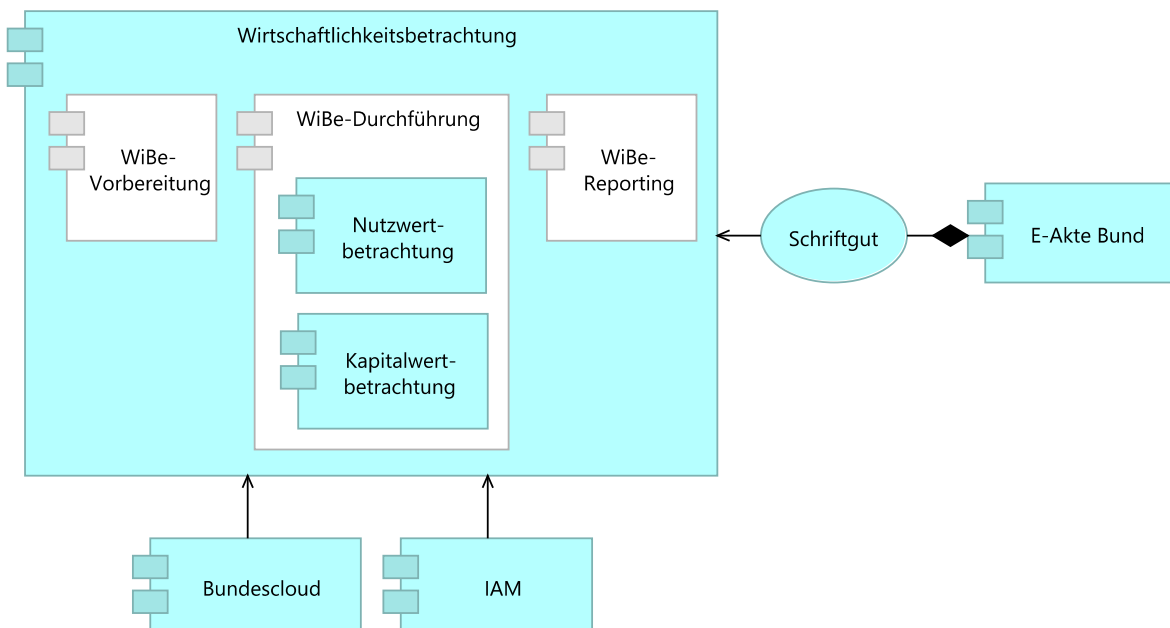 Wirtschaftlichkeitsbetrachtung
WiBe-
Vorbereitung
WiBe-Durchführung
Nutzwert-
betrachtung
Kapitalwert-
betrachtung
WiBe-
Reporting
Schriftgut
E-Akte Bund
Bundescloud
IAM